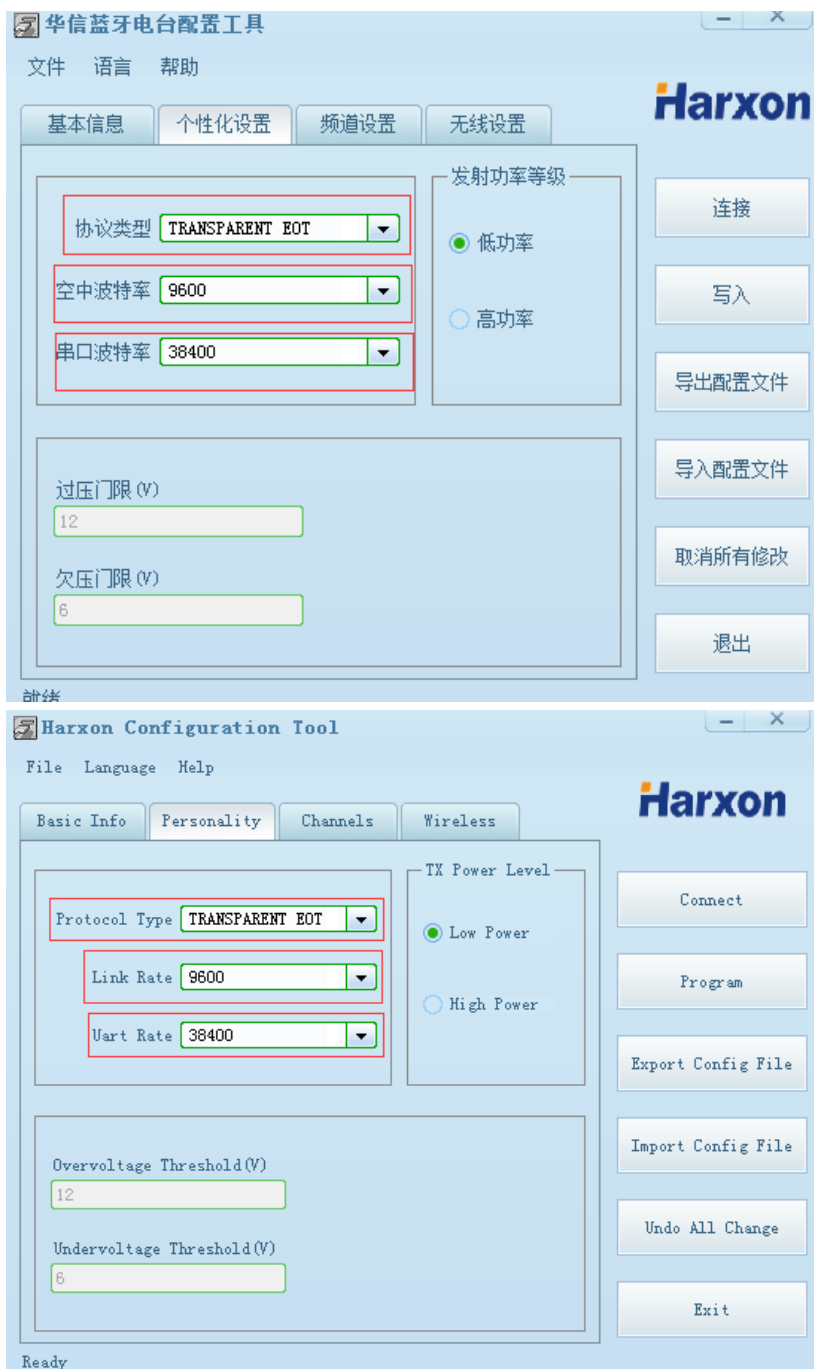 华信蓝牙电台配置工具
文件 语言 帮助
Harxon
基本信息 个性化设置 频道设置 无线设置
协议类型 TRANSPARENT EOT
空中波特率 9600
串口波特率 38400
发射功率等级
低功率
高功率
过压门限(V)
12
欠压门限(V)
6
连接
写入
导出配置文件
导入配置文件
取消所有修改
退出
就绪
Harxon Configuration Tool
File Language Help
Harxon
Basic Info Personality Channels Wireless
Protocol Type TRANSPARENT EOT
Link Rate 9600
Uart Rate 38400
TX Power Level
Low Power
High Power
Overvoltage Threshold(V)
12
Undervoltage Threshold(V)
6
Connect
Program
Export Config File
Import Config File
Undo All Change
Exit
Ready